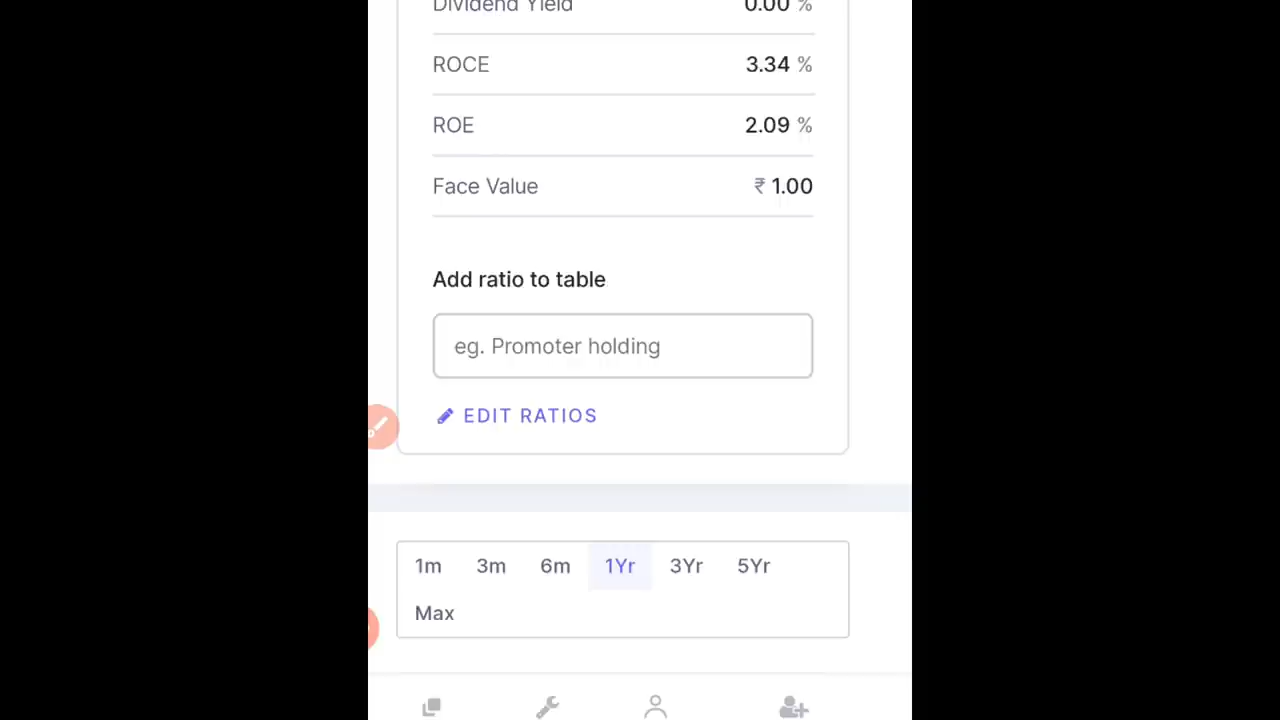 Dividend Yield 0.00 %
ROCE 3.34 %
ROE 2.09 %
Face Value ₹ 1.00
Add ratio to table
eg. Promoter holding
EDIT RATIOS
1m 3m 6m 1Yr 3Yr 5Yr
Max